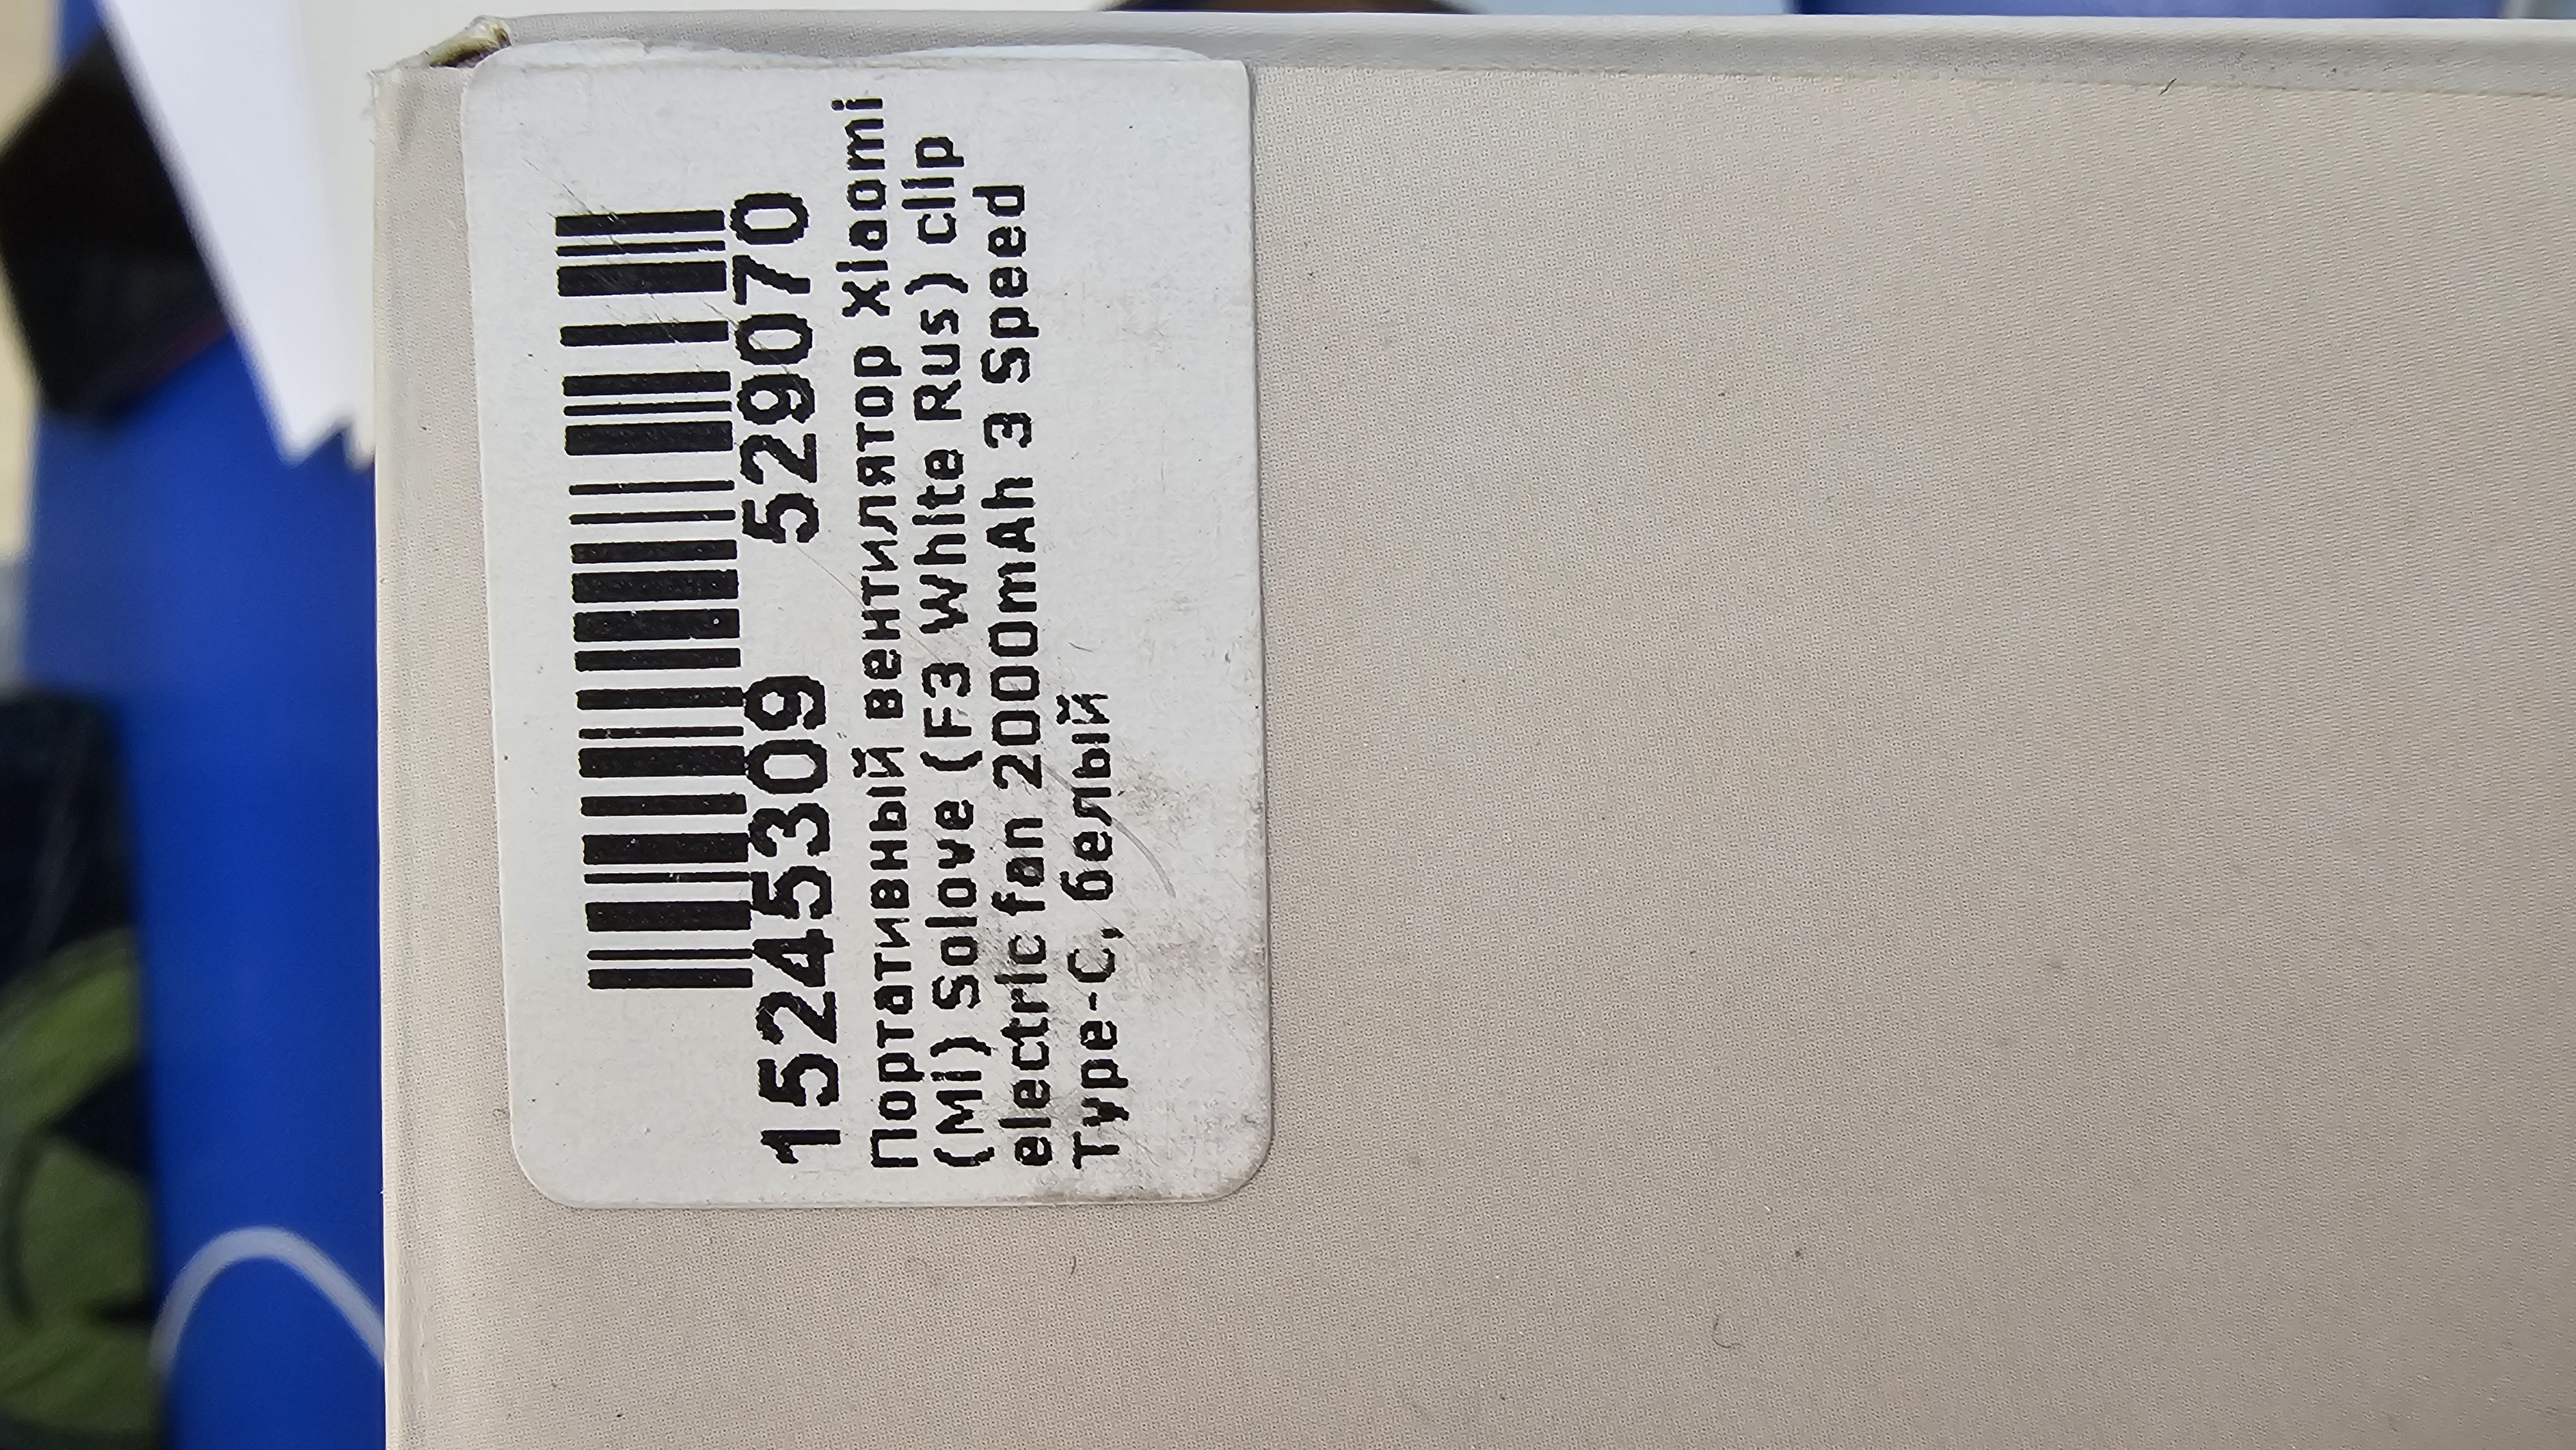 15245309 529070
Портативный вентилятор Xiaomi
(Mi) Solove (F3 White Rus) clip
electric fan 2000mAh 3 Speed
Type-C, белый